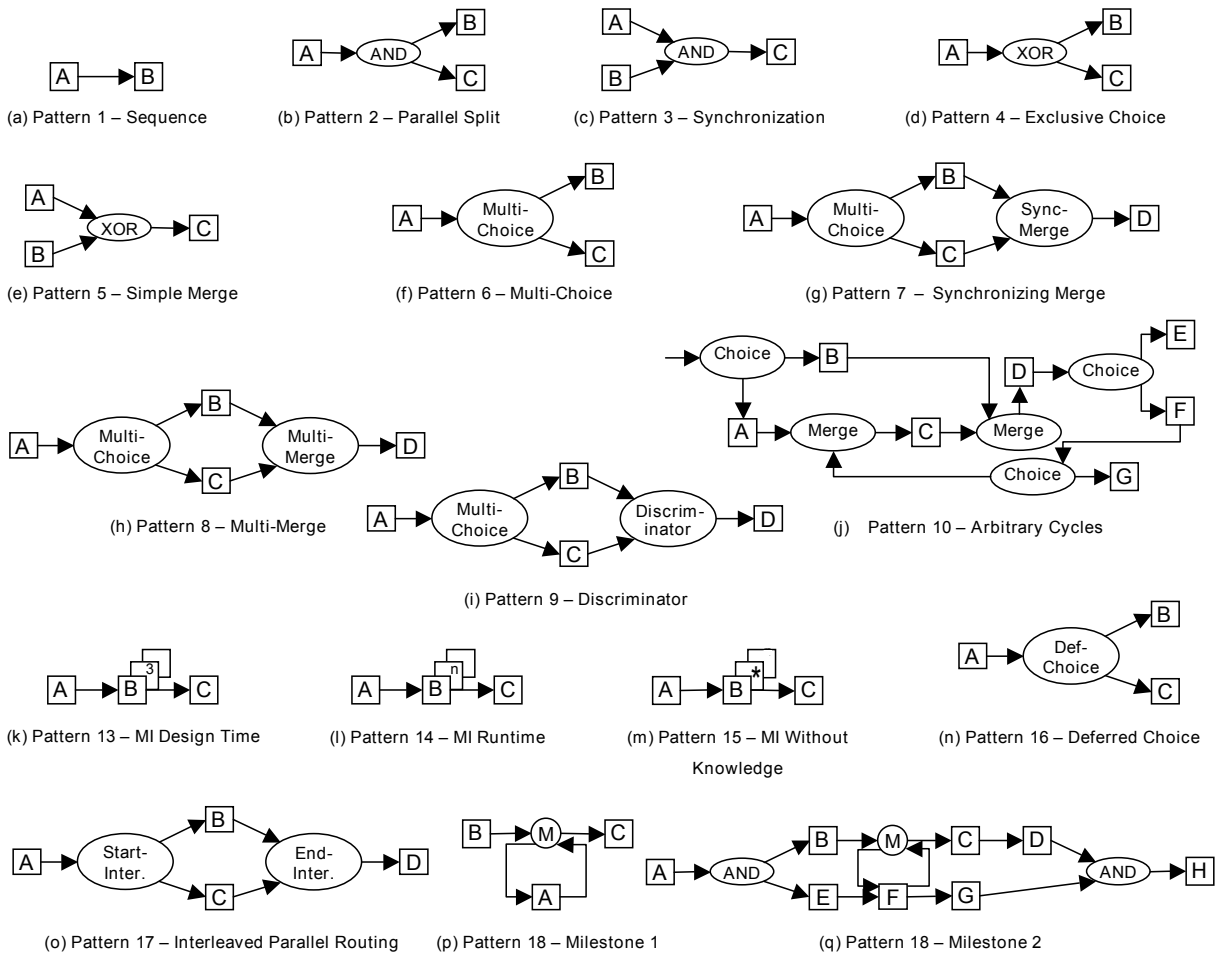 A
B
(a) Pattern 1 – Sequence
A
AND
B
C
(b) Pattern 2 – Parallel Split
A
B
AND
C
(c) Pattern 3 – Synchronization
A
XOR
B
C
(d) Pattern 4 – Exclusive Choice
A
B
XOR
C
(e) Pattern 5 – Simple Merge
A
Multi-
Choice
B
C
(f) Pattern 6 – Multi-Choice
A
Multi-
Choice
B
C
Sync-
Merge
D
(g) Pattern 7 – Synchronizing Merge
A
Multi-
Choice
B
C
Multi-
Merge
D
(h) Pattern 8 – Multi-Merge
A
Multi-
Choice
B
C
Discrim-
inator
D
(i) Pattern 9 – Discriminator
Choice
B
A
Merge
C
Merge
D
Choice
E
F
Choice
G
(j) Pattern 10 – Arbitrary Cycles
A
B
3
C
(k) Pattern 13 – MI Design Time
A
B
n
C
(l) Pattern 14 – MI Runtime
A
B
*
C
(m) Pattern 15 – MI Without
Knowledge
A
Def-
Choice
B
C
(n) Pattern 16 – Deferred Choice
A
Start-
Inter.
B
C
End-
Inter.
D
(o) Pattern 17 – Interleaved Parallel Routing
B
M
C
A
(p) Pattern 18 – Milestone 1
A
AND
B
M
C
D
E
F
G
AND
H
(q) Pattern 18 – Milestone 2